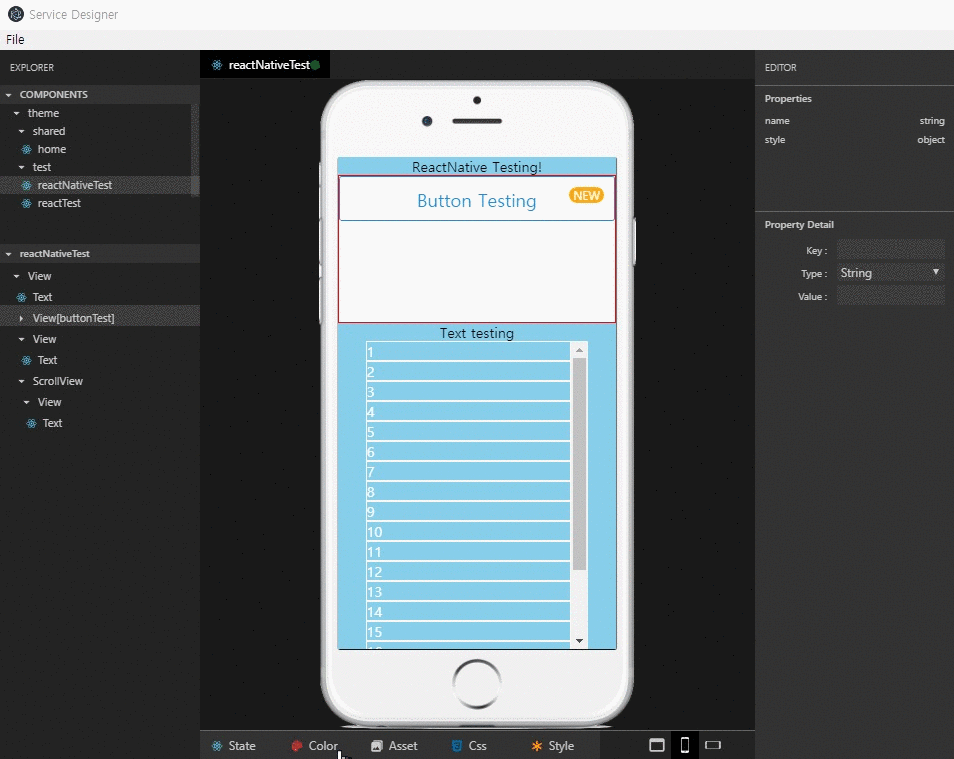 Service Designer
File
EXPLORER
COMPONENTS
theme
shared
home
test
reactNativeTest
reactTest
reactNativeTest
View
Text
View[buttonTest]
View
Text
ScrollView
View
Text
reactNativeTest
ReactNative Testing!
Button Testing
NEW
Text testing
1
2
3
4
5
6
7
8
9
10
11
12
13
14
15
State
Color
Asset
Css
Style
EDITOR
Properties
name string
style object
Property Detail
Key :
Type : String
Value :